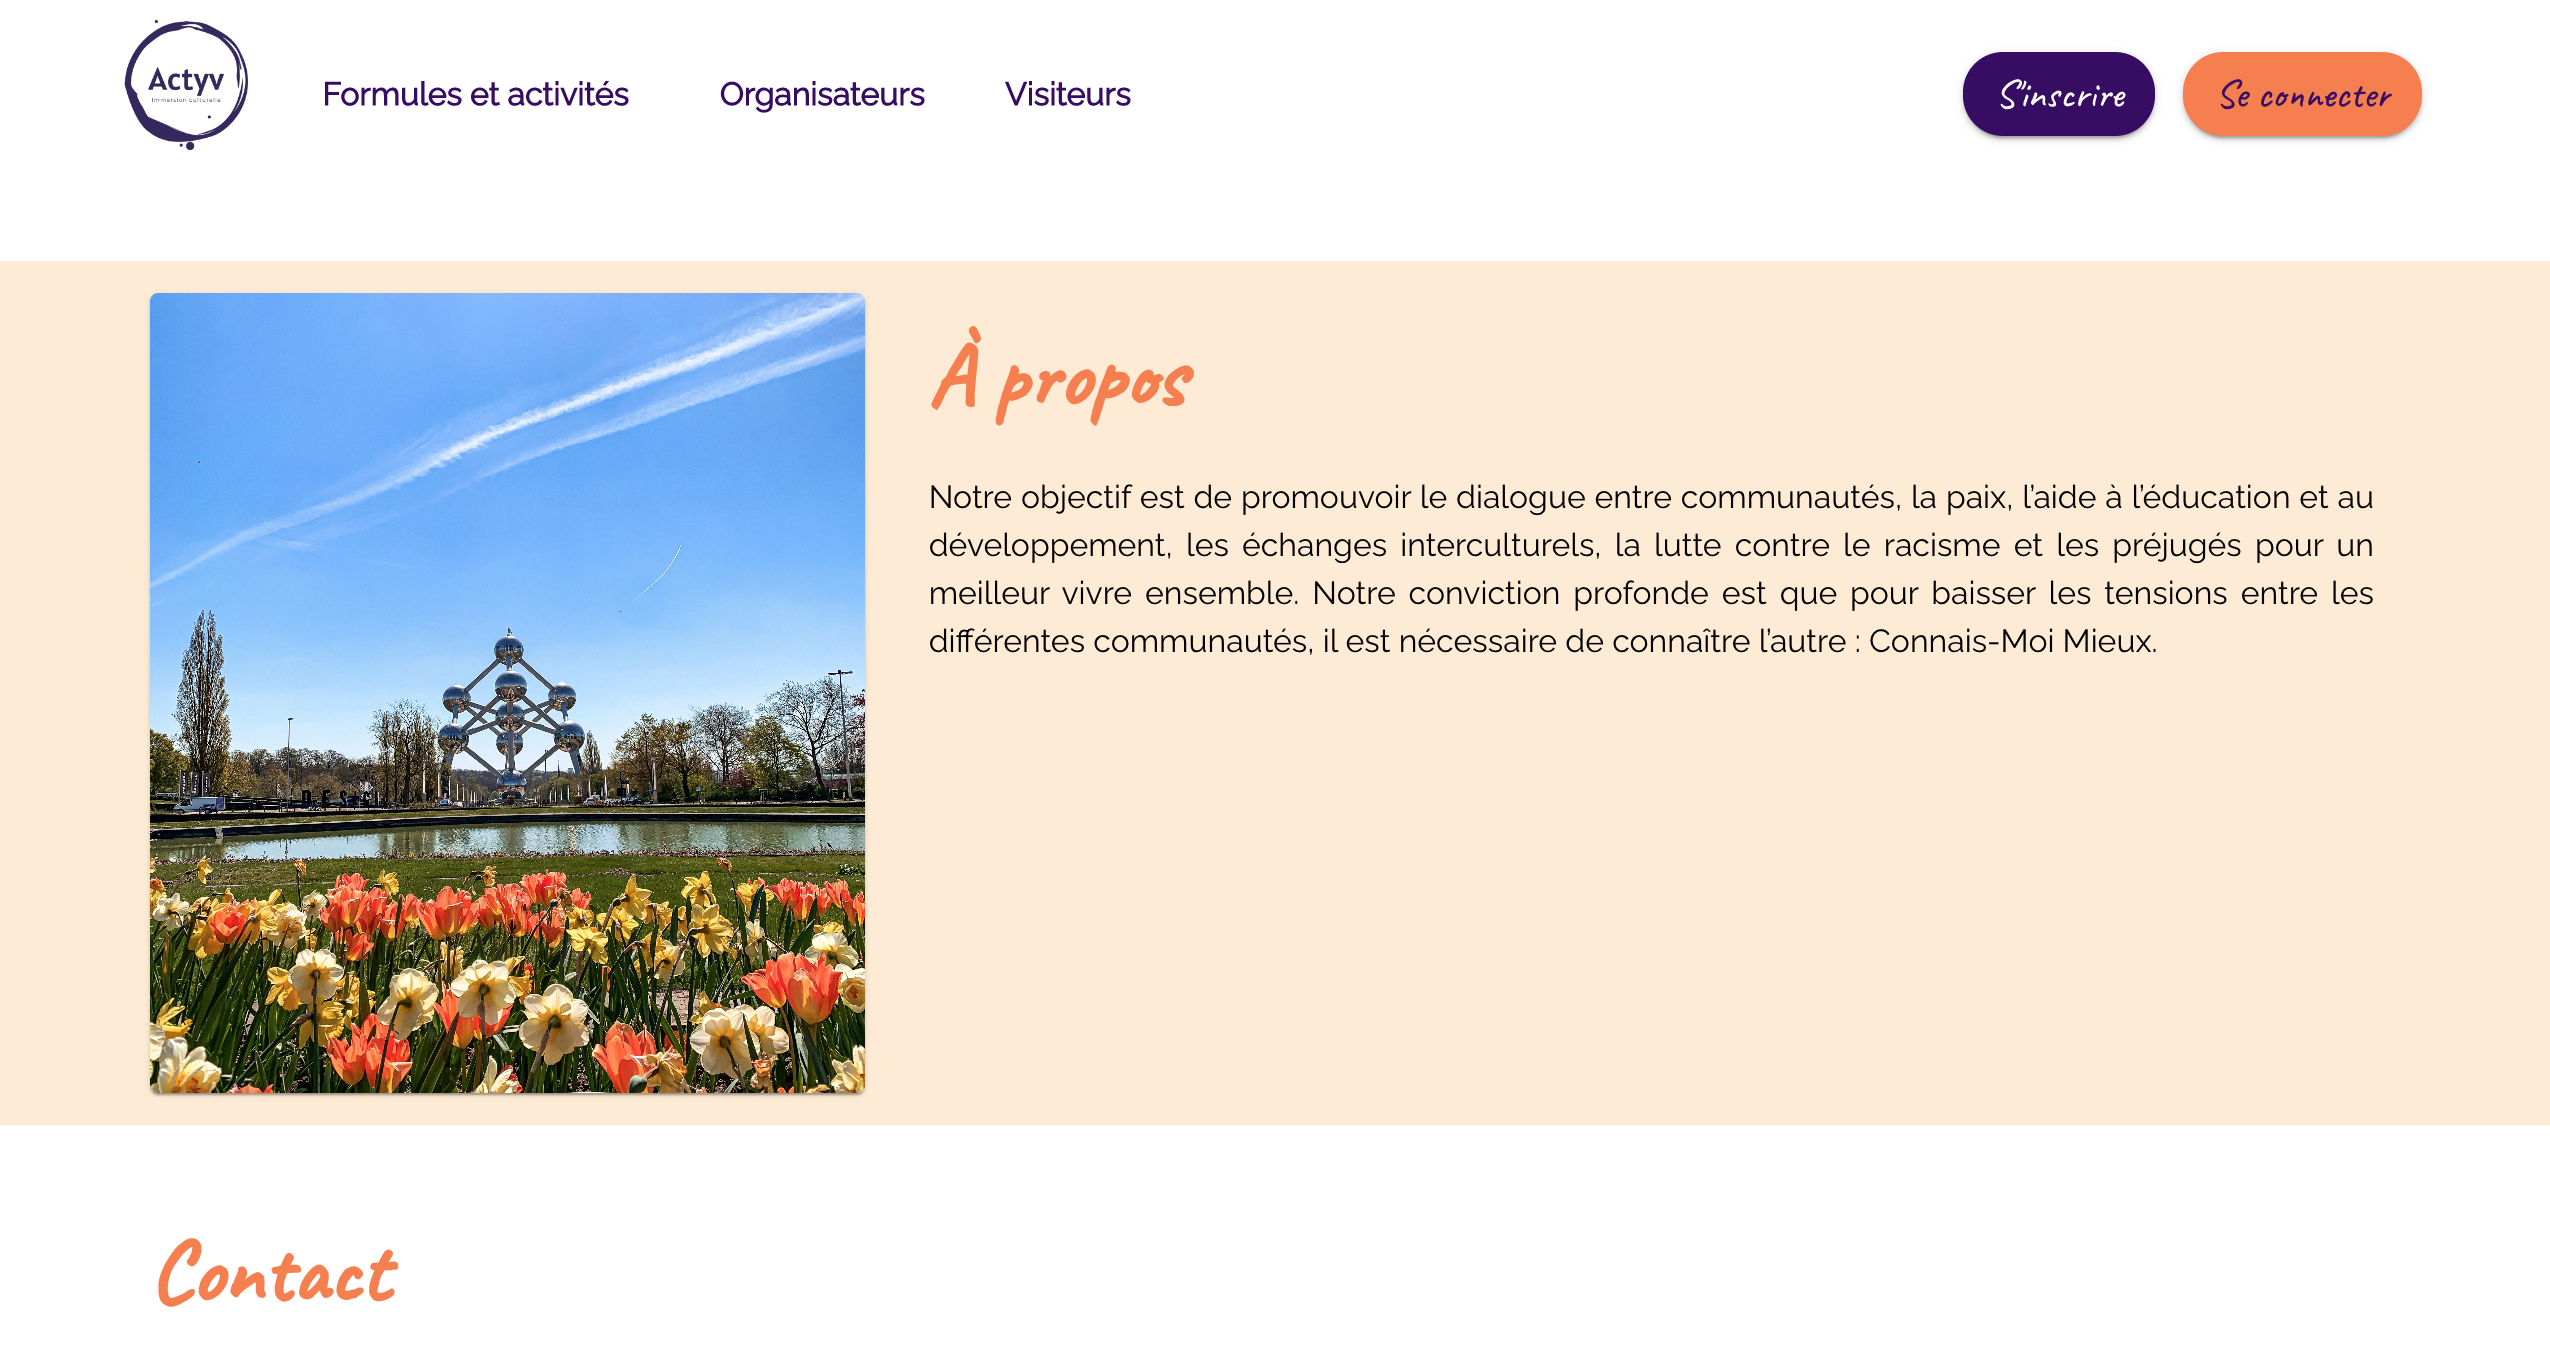 Actyv
Immersion culturelle
Formules et activités
Organisateurs
Visiteurs
S'inscrire
Se connecter
À propos
Notre objectif est de promouvoir le dialogue entre communautés, la paix, l’aide à l’éducation et au
développement, les échanges interculturels, la lutte contre le racisme et les préjugés pour un
meilleur vivre ensemble. Notre conviction profonde est que pour baisser les tensions entre les
différentes communautés, il est nécessaire de connaître l’autre : Connais-Moi Mieux.
Contact